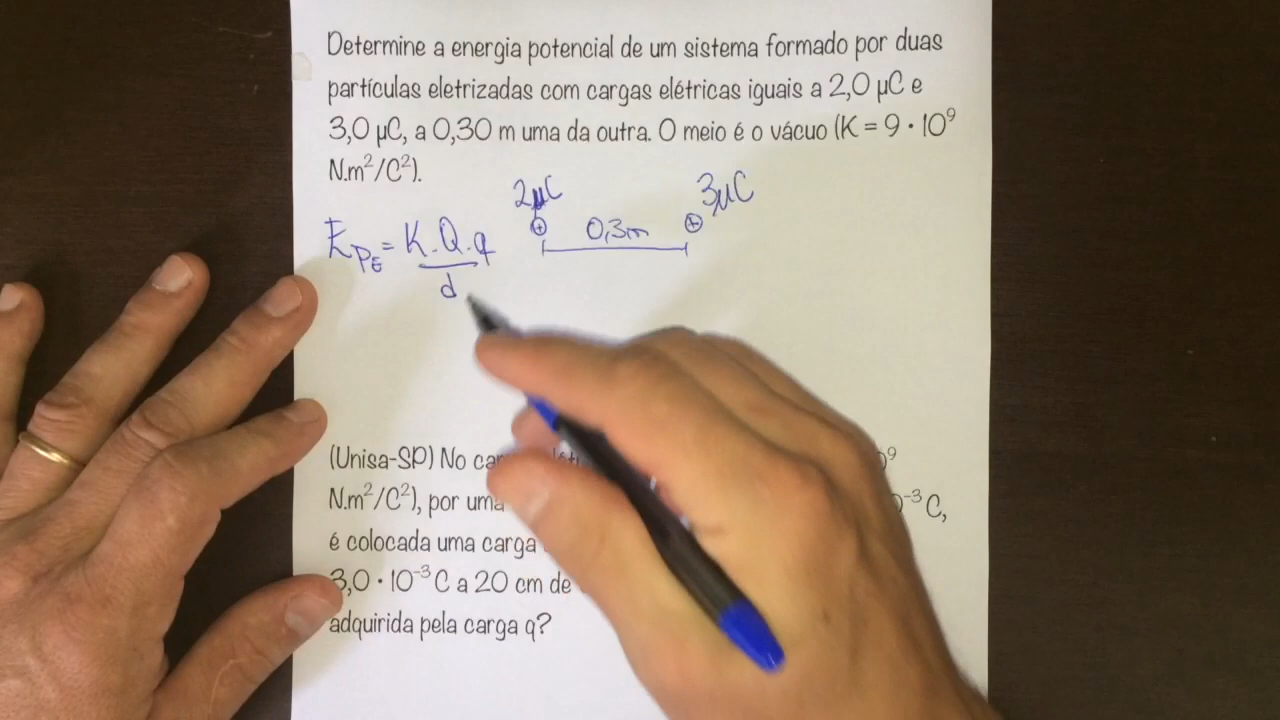 Determine a energia potencial de um sistema formado por duas
partículas eletrizadas com cargas elétricas iguais a 2,0 μC e
3,0 μC, a 0,30 m uma da outra. O meio é o vácuo (K = 9 · 10⁹
N.m²/C²).
2μC
3μC
0,3m
E_PE = K.Q.q
d
(Unisa-SP) No
⁹
N.m²/C²), por uma
⁻³ C,
é colocada uma carga
3,0 · 10⁻³ C a 20 cm de
adquirida pela carga q?